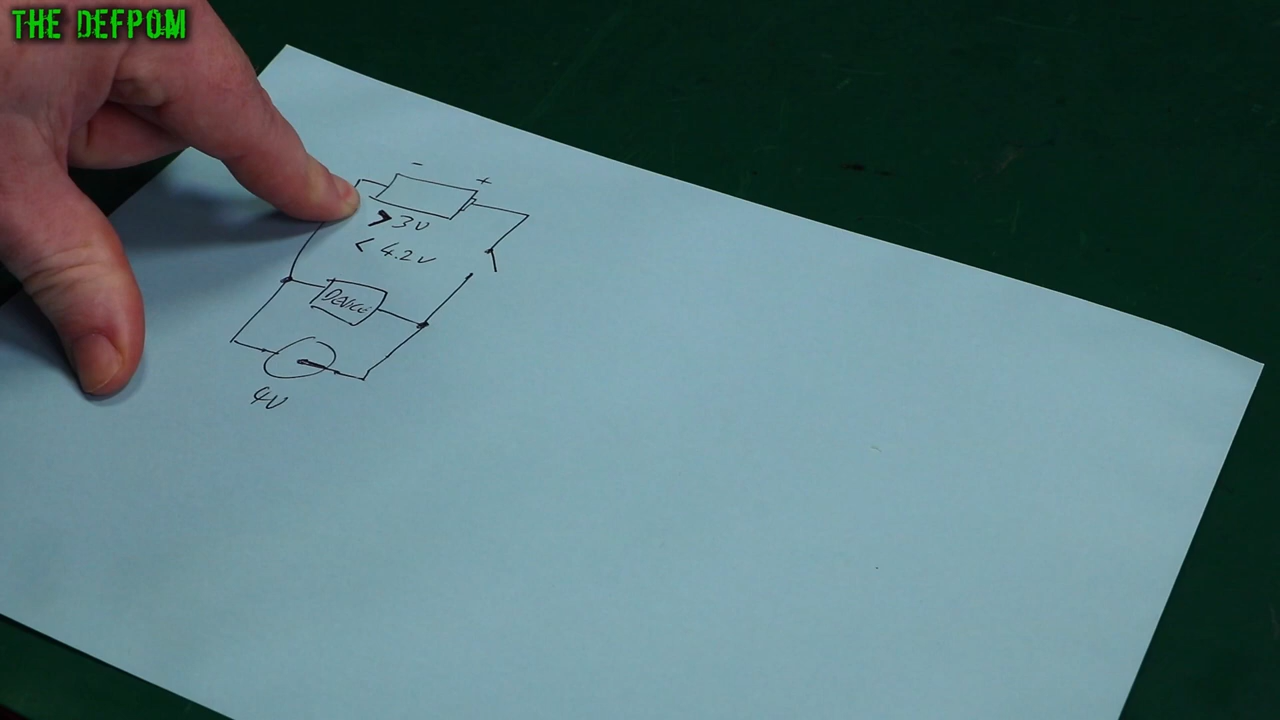 THE DEFPOM
- +
> 3V
< 4.2V
DEVICE
4V